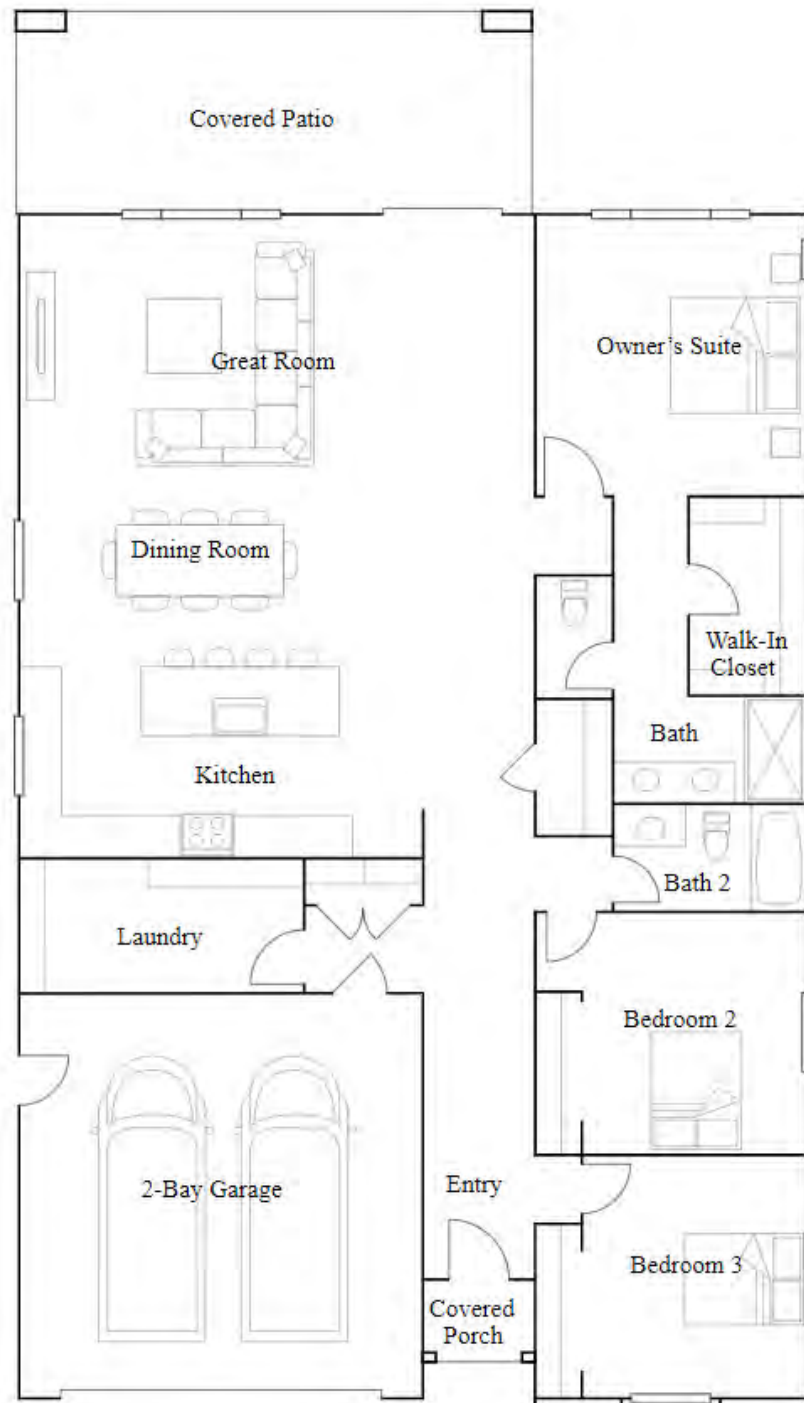 Covered Patio
Great Room
Owner’s Suite
Dining Room
Walk-In
Closet
Bath
Kitchen
Bath 2
Laundry
Bedroom 2
2-Bay Garage
Entry
Bedroom 3
Covered
Porch